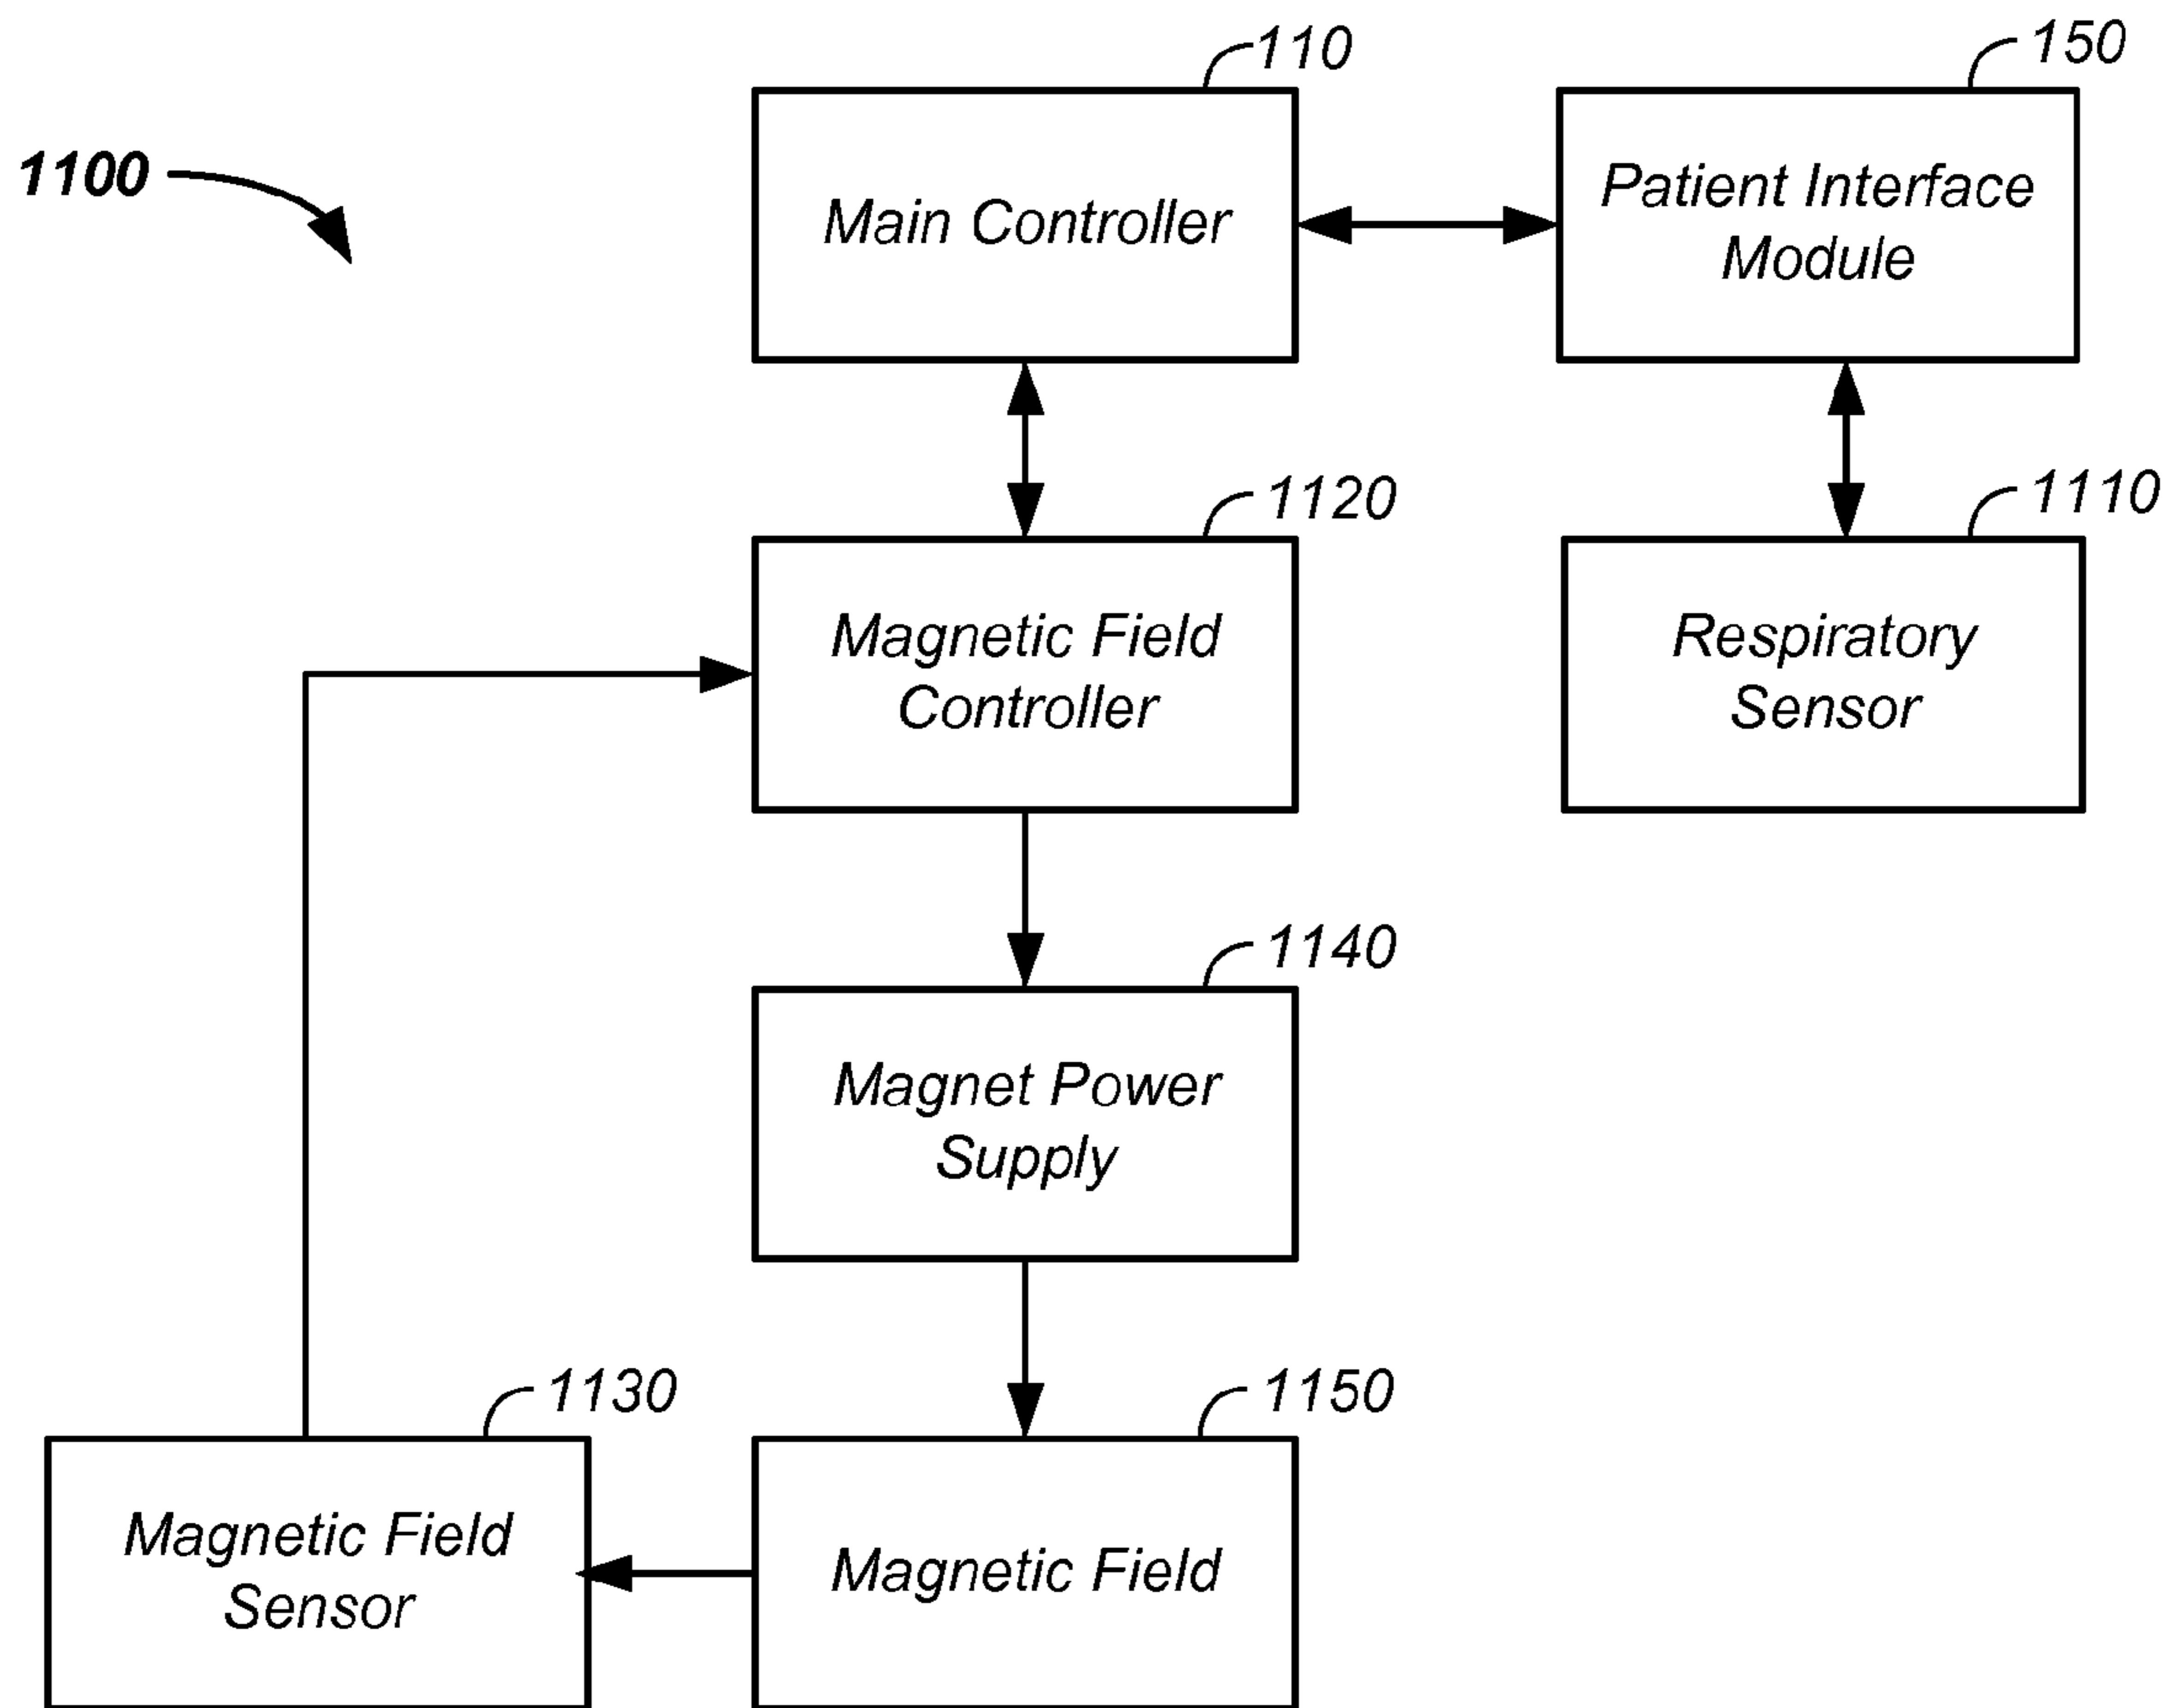 110
150
1100
Main Controller
Patient Interface
Module
1120
1110
Magnetic Field
Controller
Respiratory
Sensor
1140
Magnet Power
Supply
1130
1150
Magnetic Field
Sensor
Magnetic Field